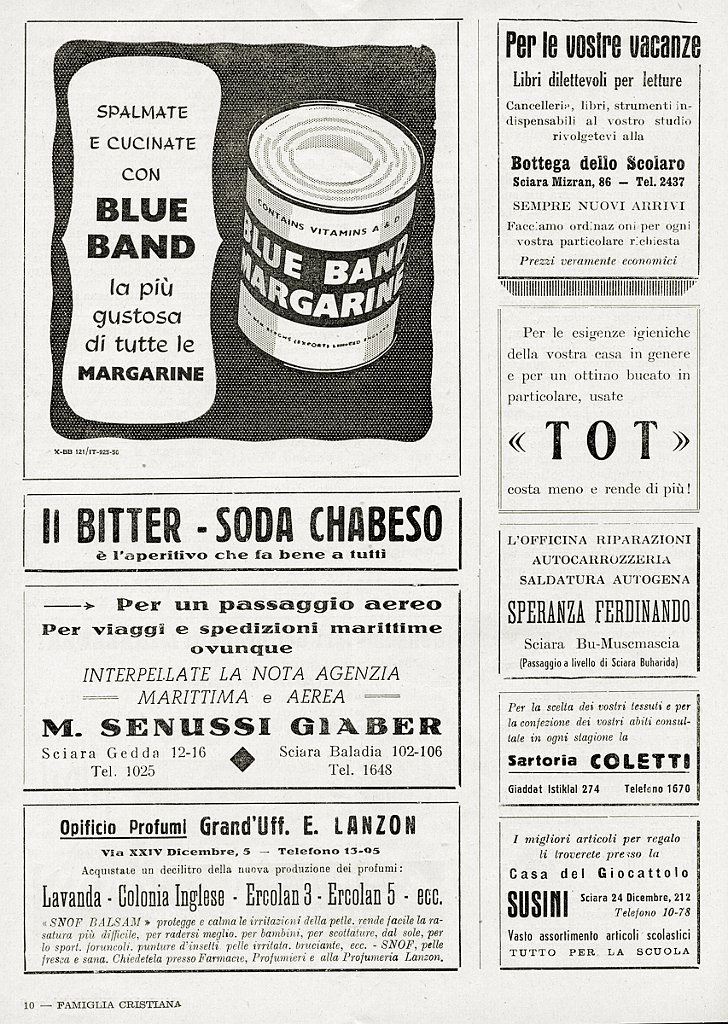 SPALMATE
E CUCINATE
CON
BLUE
BAND
la più
gustosa
di tutte le
MARGARINE
CONTAINS VITAMINS A & D
BLUE BAND
MARGARINE
X-BB 121/IT-925-50
Il BITTER - SODA CHABESO
è l'aperitivo che fa bene a tutti
Per un passaggio aereo
Per viaggi e spedizioni marittime
ovunque
INTERPELLATE LA NOTA AGENZIA
MARITTIMA e AEREA
M. SENUSSI GIABER
Sciara Gedda 12-16
Tel. 1025
Sciara Baladia 102-106
Tel. 1648
Opificio Profumi Grand'Uff. E. LANZON
Via XXIV Dicembre, 5 — Telefono 13-95
Acquistate un decilitro della nuova produzione dei profumi:
Lavanda - Colonia Inglese - Ercolan 3 - Ercolan 5 - ecc.
« SNOF BALSAM » protegge e calma le irritazioni della pelle, rende facile la ra-
satura più difficile, per radersi meglio, per bambini, per scottature, dal sole, per
lo sport, foruncoli, punture d'insetti, pelle irritata, bruciante, ecc. - SNOF, pelle
fresca e sana. Chiedetela presso Farmacie, Profumieri e alla Profumeria Lanzon.
Per le vostre vacanze
Libri dilettevoli per letture
Cancelleria, libri, strumenti in-
dispensabili al vostro studio
rivolgetevi alla
Bottega dello Scolaro
Sciara Mizran, 86 — Tel. 2437
SEMPRE NUOVI ARRIVI
Facciamo ordinaz oni per ogni
vostra particolare richiesta
Prezzi veramente economici
Per le esigenze igieniche
della vostra casa in genere
e per un ottimo bucato in
particolare, usate
« TOT »
costa meno e rende di più!
L'OFFICINA RIPARAZIONI
AUTOCARROZZERIA
SALDATURA AUTOGENA
SPERANZA FERDINANDO
Sciara Bu-Musemascia
(Passaggio a livello di Sciara Buharida)
Per la scelta dei vostri tessuti e per
la confezione dei vostri abiti consul-
tate in ogni stagione la
Sartoria COLETTI
Giaddat Istiklal 274 Telefono 1670
I migliori articoli per regalo
li troverete presso la
Casa del Giocattolo
SUSINI Sciara 24 Dicembre, 212
Telefono 10-78
Vasto assortimento articoli scolastici
TUTTO PER LA SCUOLA
10 — FAMIGLIA CRISTIANA